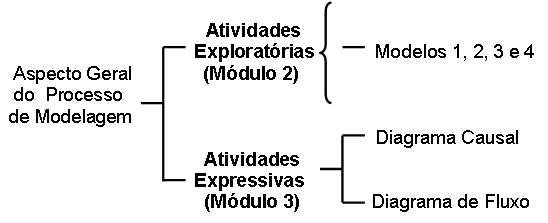 Aspecto Geral
do Processo
de Modelagem
Atividades
Exploratórias
(Módulo 2)
Modelos 1, 2, 3 e 4
Atividades
Expressivas
(Módulo 3)
Diagrama Causal
Diagrama de Fluxo